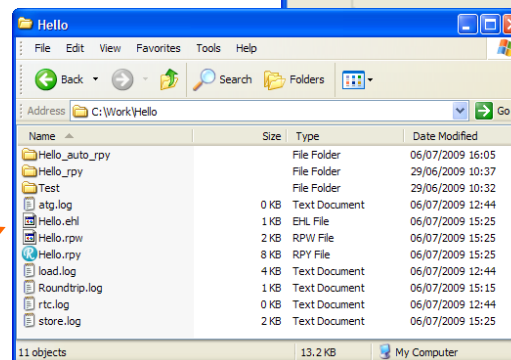 Hello
File Edit View Favorites Tools Help
Back Search Folders
Address C:\Work\Hello Go
Name Size Type Date Modified
Hello_auto_rpy File Folder 06/07/2009 16:05
Hello_rpy File Folder 29/06/2009 10:37
Test File Folder 29/06/2009 10:32
atg.log 0 KB Text Document 06/07/2009 12:44
Hello.ehl 1 KB EHL File 06/07/2009 15:25
Hello.rpw 2 KB RPW File 06/07/2009 15:25
Hello.rpy 8 KB RPY File 06/07/2009 15:25
load.log 4 KB Text Document 06/07/2009 12:44
Roundtrip.log 1 KB Text Document 06/07/2009 15:15
rtc.log 0 KB Text Document 06/07/2009 12:44
store.log 2 KB Text Document 06/07/2009 15:25
11 objects 13.2 KB My Computer